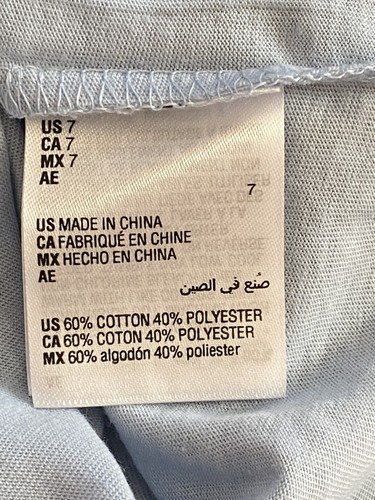 US 7
CA 7
MX 7
AE
7
US MADE IN CHINA
CA FABRIQUÉ EN CHINE
MX HECHO EN CHINA
AE
صُنع في الصين
US 60% COTTON 40% POLYESTER
CA 60% COTON 40% POLYESTER
MX 60% algodón 40% poliester